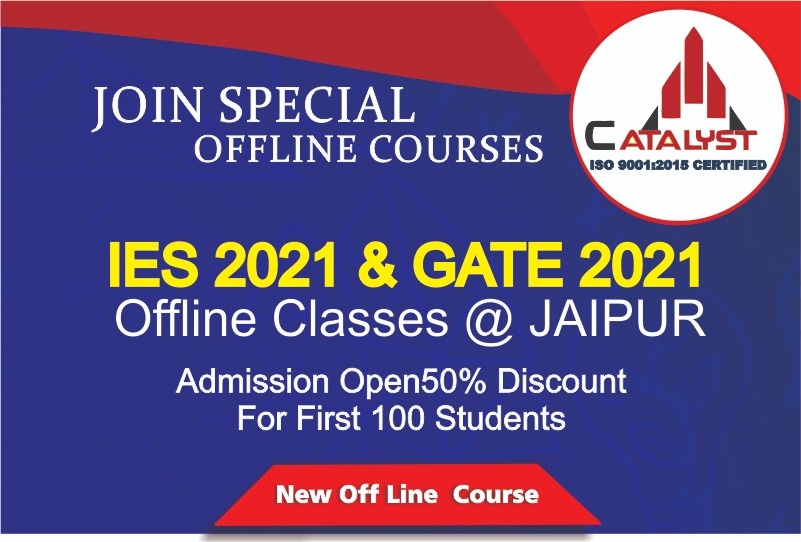 JOIN SPECIAL
OFFLINE COURSES
CATALYST
ISO 9001:2015 CERTIFIED
IES 2021 & GATE 2021
Offline Classes @ JAIPUR
Admission Open50% Discount
For First 100 Students
New Off Line Course